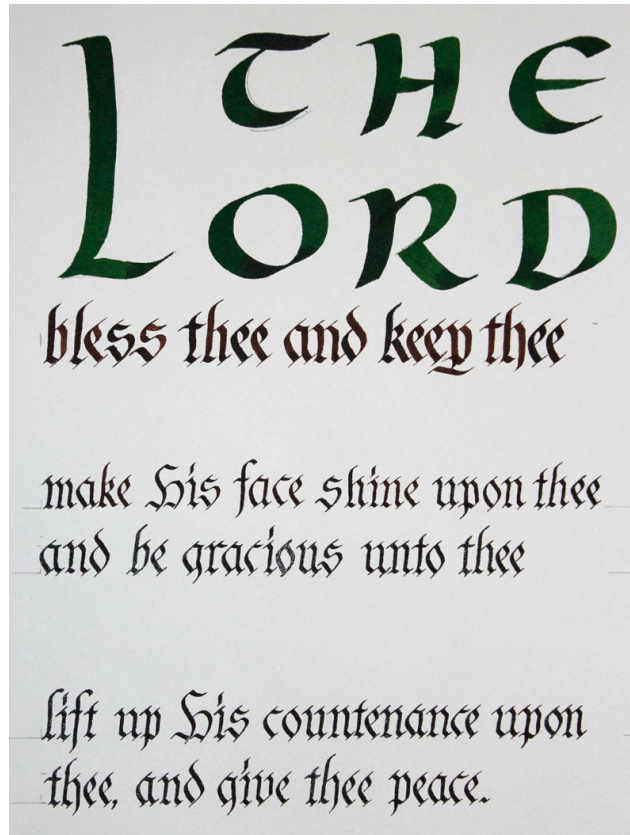 THE
LORD
bless thee and keep thee
make His face shine upon thee
and be gracious unto thee
lift up His countenance upon
thee, and give thee peace.